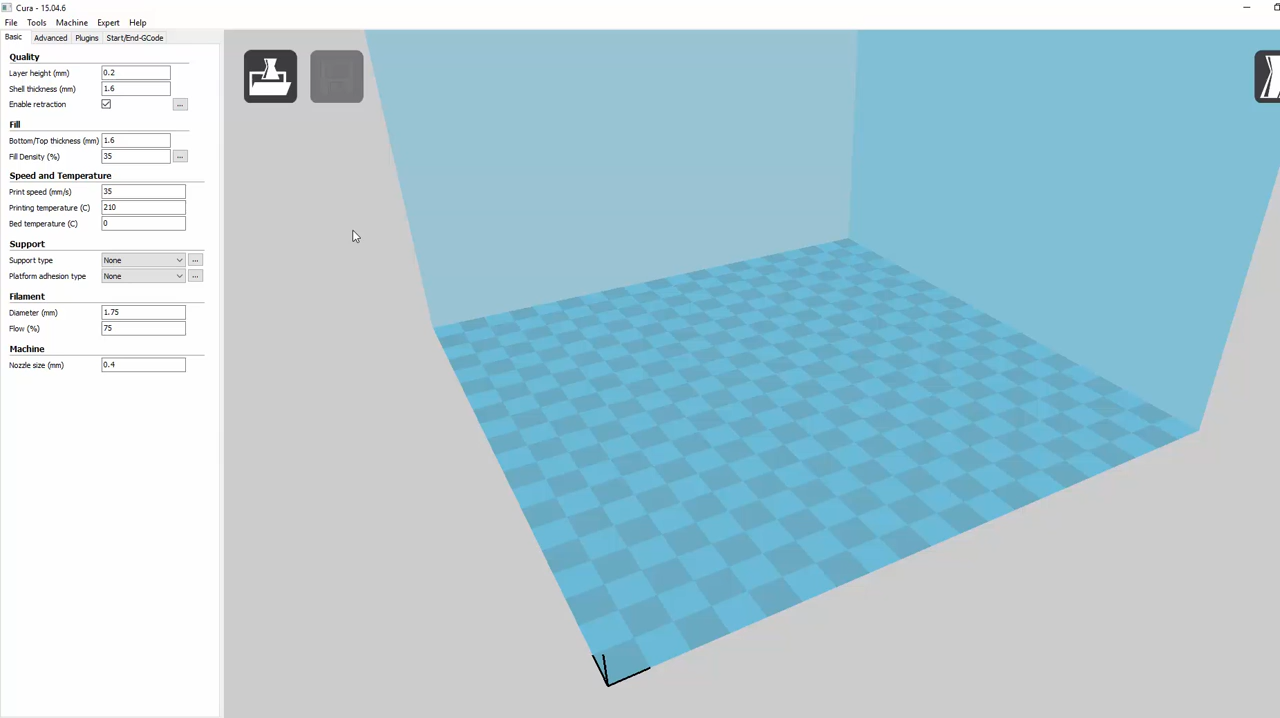 Cura - 15.04.6
File Tools Machine Expert Help
Basic Advanced Plugins Start/End-GCode
Quality
Layer height (mm) 0.2
Shell thickness (mm) 1.6
Enable retraction ...
Fill
Bottom/Top thickness (mm) 1.6
Fill Density (%) 35 ...
Speed and Temperature
Print speed (mm/s) 35
Printing temperature (C) 210
Bed temperature (C) 0
Support
Support type None ...
Platform adhesion type None ...
Filament
Diameter (mm) 1.75
Flow (%) 75
Machine
Nozzle size (mm) 0.4